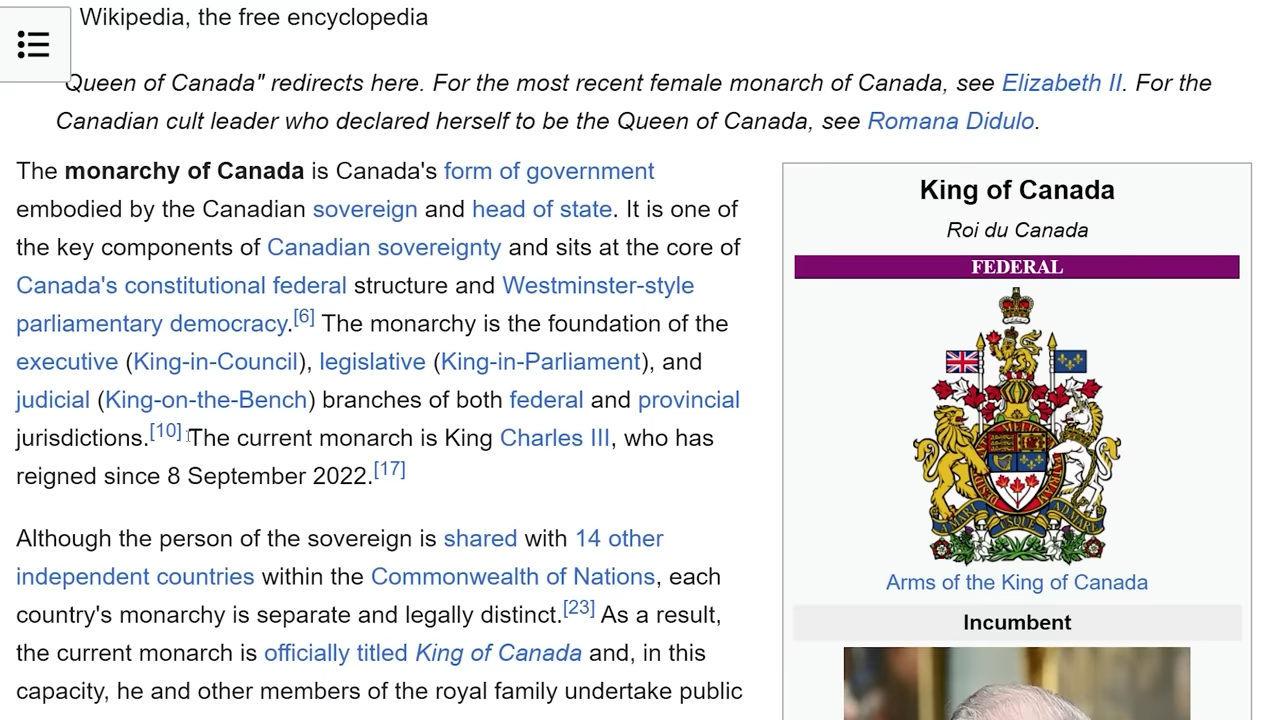 Wikipedia, the free encyclopedia
Queen of Canada" redirects here. For the most recent female monarch of Canada, see Elizabeth II. For the
Canadian cult leader who declared herself to be the Queen of Canada, see Romana Didulo.
The monarchy of Canada is Canada's form of government
embodied by the Canadian sovereign and head of state. It is one of
the key components of Canadian sovereignty and sits at the core of
Canada's constitutional federal structure and Westminster-style
parliamentary democracy.[6] The monarchy is the foundation of the
executive (King-in-Council), legislative (King-in-Parliament), and
judicial (King-on-the-Bench) branches of both federal and provincial
jurisdictions.[10] The current monarch is King Charles III, who has
reigned since 8 September 2022.[17]
Although the person of the sovereign is shared with 14 other
independent countries within the Commonwealth of Nations, each
country's monarchy is separate and legally distinct.[23] As a result,
the current monarch is officially titled King of Canada and, in this
capacity, he and other members of the royal family undertake public
King of Canada
Roi du Canada
FEDERAL
A MARI USQUE AD MARE
Arms of the King of Canada
Incumbent